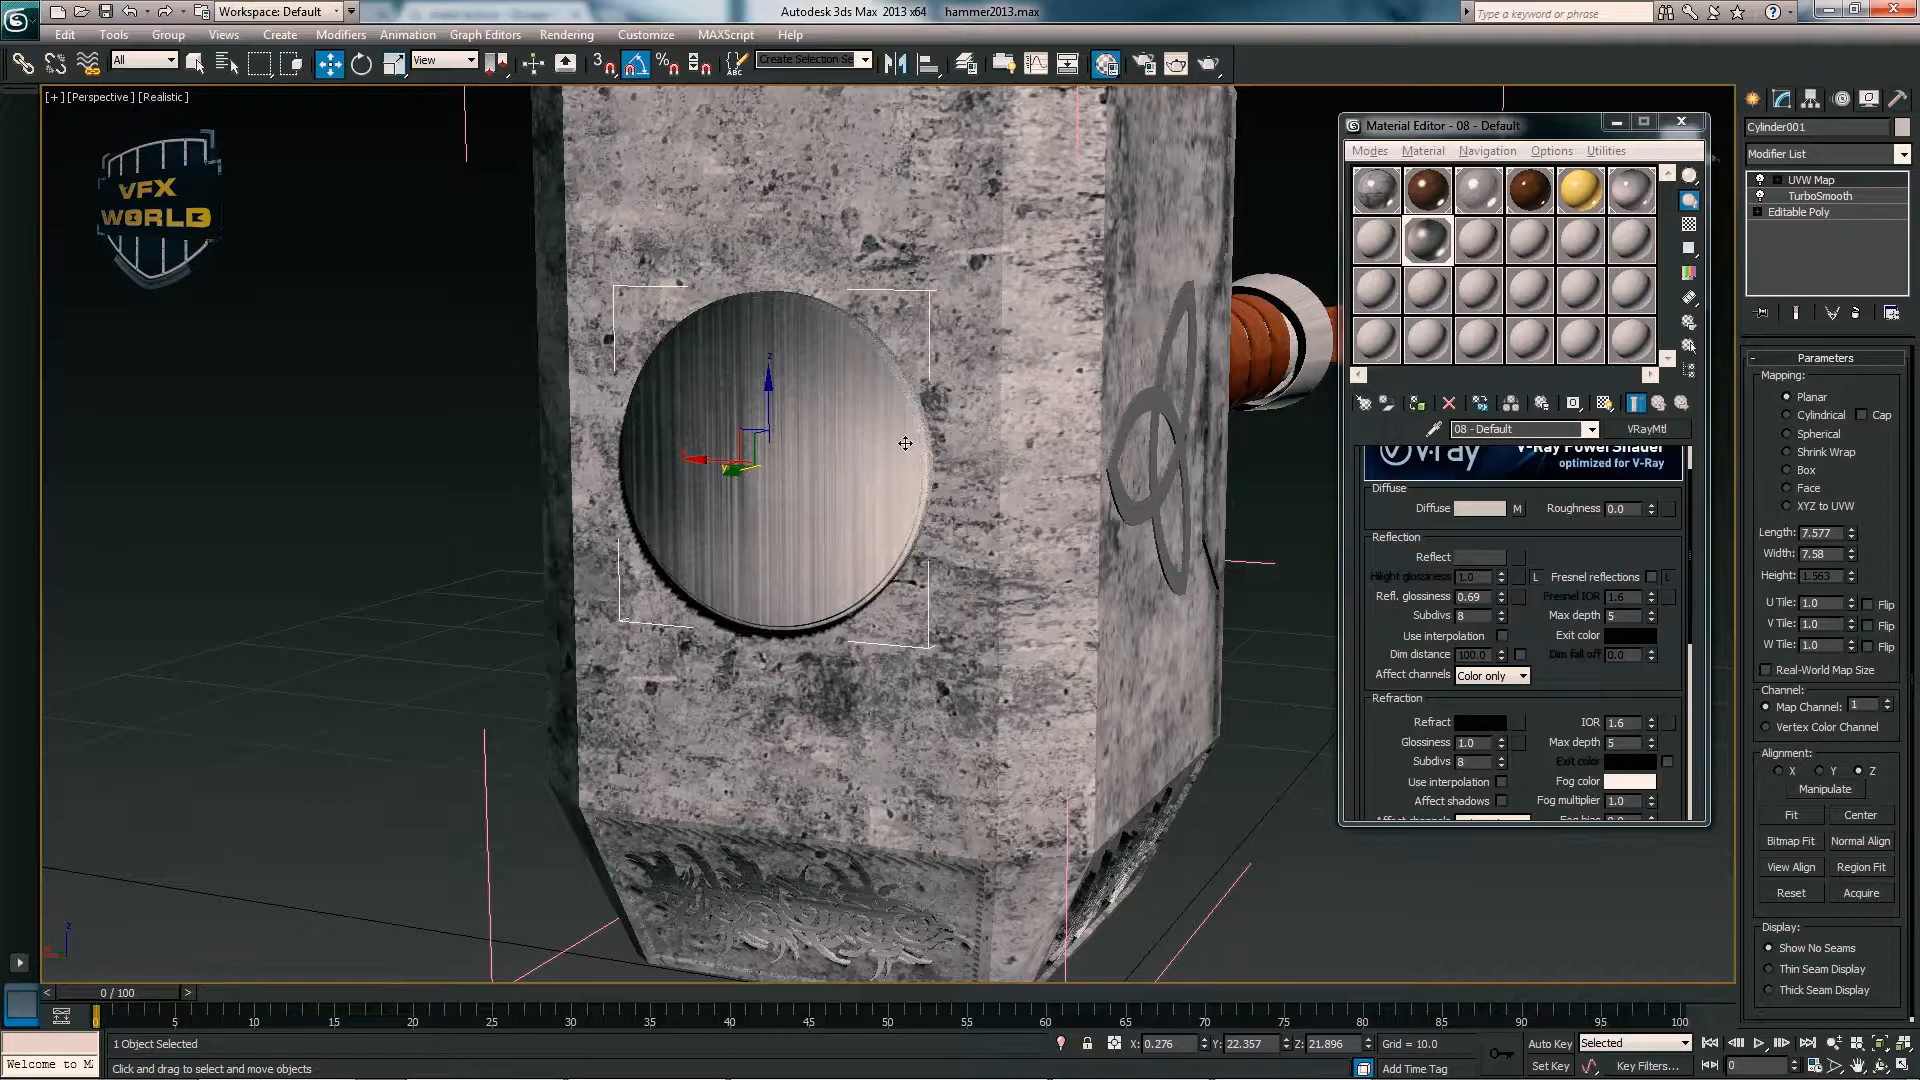 Workspace: Default
Autodesk 3ds Max 2013 x64 hammer2013.max
Type a keyword or phrase
Edit Tools Group Views Create Modifiers Animation Graph Editors Rendering Customize MAXScript Help
All
View
Create Selection Se
[+] [Perspective] [Realistic]
VFX
WORLD
Material Editor - 08 - Default
Modes Material Navigation Options Utilities
08 - Default
VRayMtl
v·ray
V-Ray PowerShader
optimized for V-Ray
Diffuse
Diffuse M Roughness 0.0
Reflection
Reflect
Hilight glossiness 1.0 L Fresnel reflections L
Refl. glossiness 0.69 Fresnel IOR 1.6
Subdivs 8 Max depth 5
Use interpolation Exit color
Dim distance 100.0 Dim fall off 0.0
Affect channels Color only
Refraction
Refract IOR 1.6
Glossiness 1.0 Max depth 5
Subdivs 8 Exit color
Use interpolation Fog color
Affect shadows Fog multiplier 1.0
Affect channels Fog bias 0.0
Cylinder001
Modifier List
UVW Map
TurboSmooth
Editable Poly
Parameters
Mapping:
Planar
Cylindrical Cap
Spherical
Shrink Wrap
Box
Face
XYZ to UVW
Length: 7.577
Width: 7.58
Height: 1.563
U Tile: 1.0 Flip
V Tile: 1.0 Flip
W Tile: 1.0 Flip
Real-World Map Size
Channel:
Map Channel: 1
Vertex Color Channel
Alignment:
X Y Z
Manipulate
Fit Center
Bitmap Fit Normal Align
View Align Region Fit
Reset Acquire
Display:
Show No Seams
Thin Seam Display
Thick Seam Display
z
y
z
0 / 100
5 10 15 20 25 30 35 40 45 50 55 60 65 70 75 80 85 90 95 100
1 Object Selected
X: 0.276 Y: 22.357 Z: 21.896 Grid = 10.0
Auto Key Selected
Welcome to M
Click and drag to select and move objects
Add Time Tag
Set Key Key Filters... 0